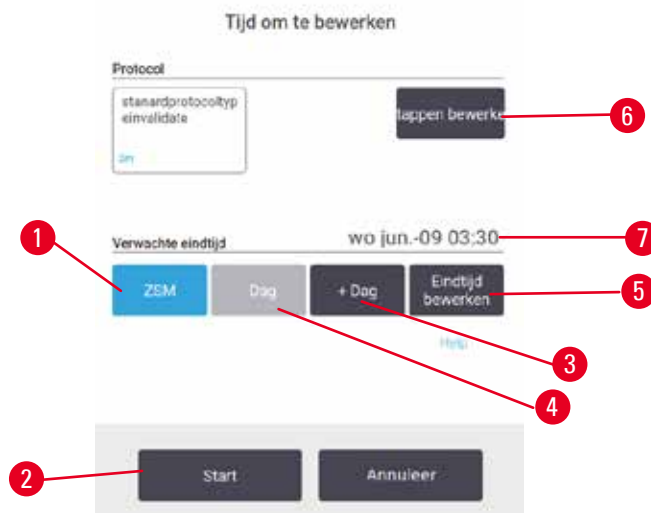 Tijd om te bewerken
Protocol
stanardprotocoltyp
einvalidate
tappen bewerke
6
1
Verwachte eindtijd
wo jun.-09 03:30
7
ZSM
Dag
+ Dag
Eindtijd
bewerken
5
Help
3
4
2
Start
Annuleer